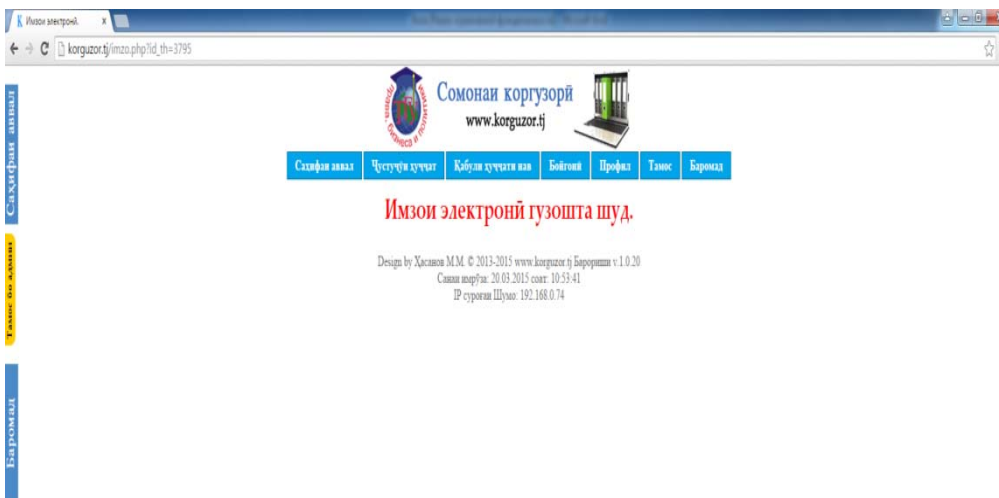 Имзои электронӣ.
korguzor.tj/imzo.php?id_th=3795
Сомонаи коргузорӣ
www.korguzor.tj
Саҳифаи аввал
Ҷустуҷӯи ҳуҷҷат
Қабули ҳуҷҷати нав
Бойгонӣ
Профил
Тамос
Баромад
Имзои электронӣ гузошта шуд.
Design by Ҳасанов М.М. © 2013-2015 www.korguzor.tj Барориши v.1.0.20
Санаи имрӯза: 20.03.2015 соат: 10:53:41
IP суроғаи Шумо: 192.168.0.74
Саҳифаи аввал
Тамос бо админ
Баромад